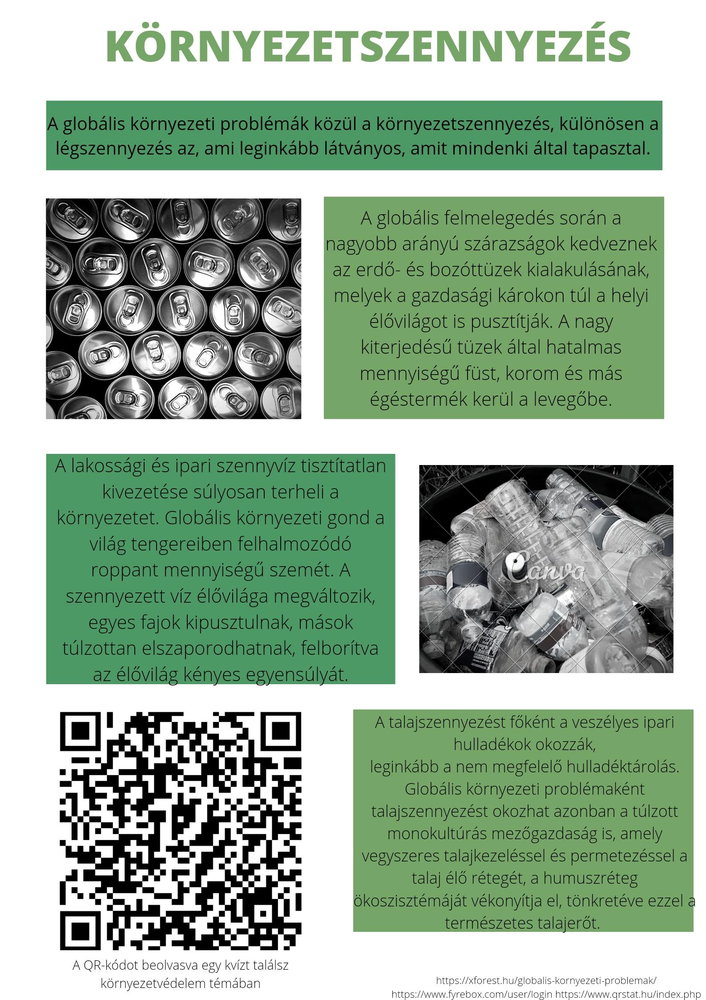 KÖRNYEZETSZENNYEZÉS
A globális környezeti problémák közül a környezetszennyezés, különösen a
légszennyezés az, ami leginkább látványos, amit mindenki által tapasztal.
A globális felmelegedés során a
nagyobb arányú szárazságok kedveznek
az erdő- és bozóttüzek kialakulásának,
melyek a gazdasági károkon túl a helyi
élővilágot is pusztítják. A nagy
kiterjedésű tüzek által hatalmas
mennyiségű füst, korom és más
égéstermék kerül a levegőbe.
A lakossági és ipari szennyvíz tisztítatlan
kivezetése súlyosan terheli a
környezetet. Globális környezeti gond a
világ tengereiben felhalmozódó
roppant mennyiségű szemét. A
szennyezett víz élővilága megváltozik,
egyes fajok kipusztulnak, mások
túlzottan elszaporodhatnak, felborítva
az élővilág kényes egyensúlyát.
Canva
A talajszennyezést főként a veszélyes ipari
hulladékok okozzák,
leginkább a nem megfelelő hulladéktárolás.
Globális környezeti problémaként
talajszennyezést okozhat azonban a túlzott
monokultúrás mezőgazdaság is, amely
vegyszeres talajkezeléssel és permetezéssel a
talaj élő rétegét, a humuszréteg
ökoszisztémáját vékonyítja el, tönkretéve ezzel a
természetes talajerőt.
A QR-kódot beolvasva egy kvízt találsz
környezetvédelem témában
https://xforest.hu/globalis-kornyezeti-problemak/
https://www.fyrebox.com/user/login https://www.qrstat.hu/index.php